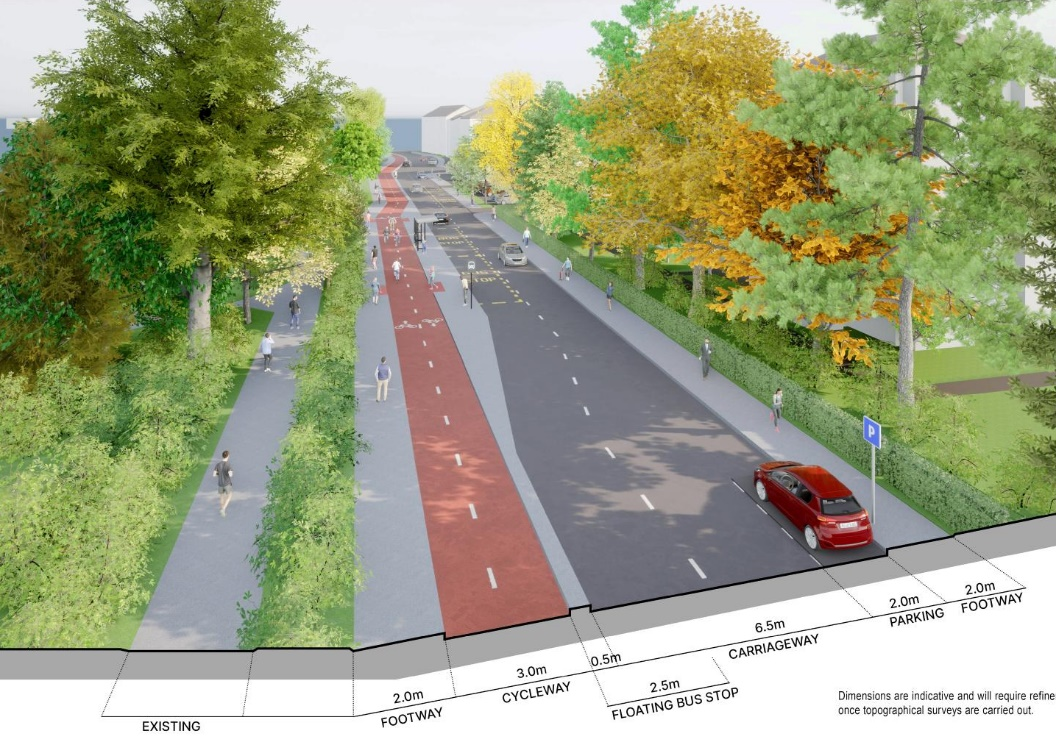 P
2.0m
FOOTWAY
2.0m
PARKING
6.5m
CARRIAGEWAY
0.5m
3.0m
CYCLEWAY
2.5m
FLOATING BUS STOP
2.0m
FOOTWAY
EXISTING
Dimensions are indicative and will require refine
once topographical surveys are carried out.